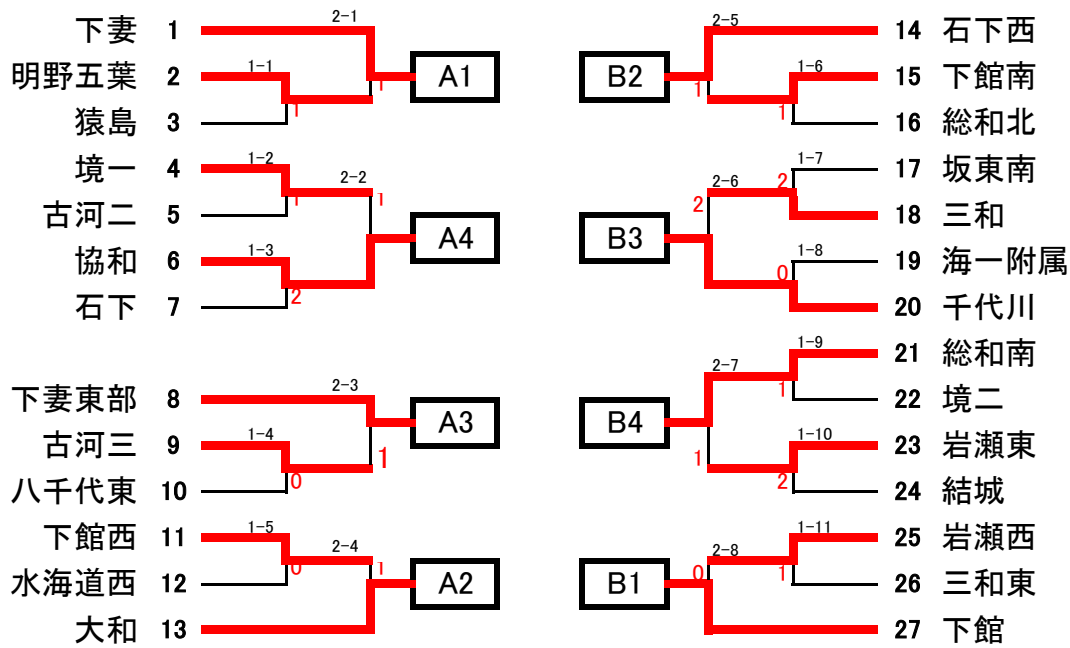 下妻 1
2-1
明野五葉 2
1-1
1
1
A1
猿島 3
境一 4
1-2
2-2
1
1
古河二 5
A4
協和 6
1-3
石下 7
2
下妻東部 8
2-3
A3
古河三 9
1-4
1
八千代東 10
0
下館西 11
1-5
2-4
水海道西 12
0
1
A2
大和 13
2-5
14 石下西
B2
1
1-6
15 下館南
1
16 総和北
1-7
17 坂東南
2-6
2
2
18 三和
B3
1-8
19 海一附属
0
20 千代川
1-9
21 総和南
2-7
1
22 境二
B4
1-10
23 岩瀬東
1
2
24 結城
1-11
25 岩瀬西
2-8
0
1
B1
26 三和東
27 下館